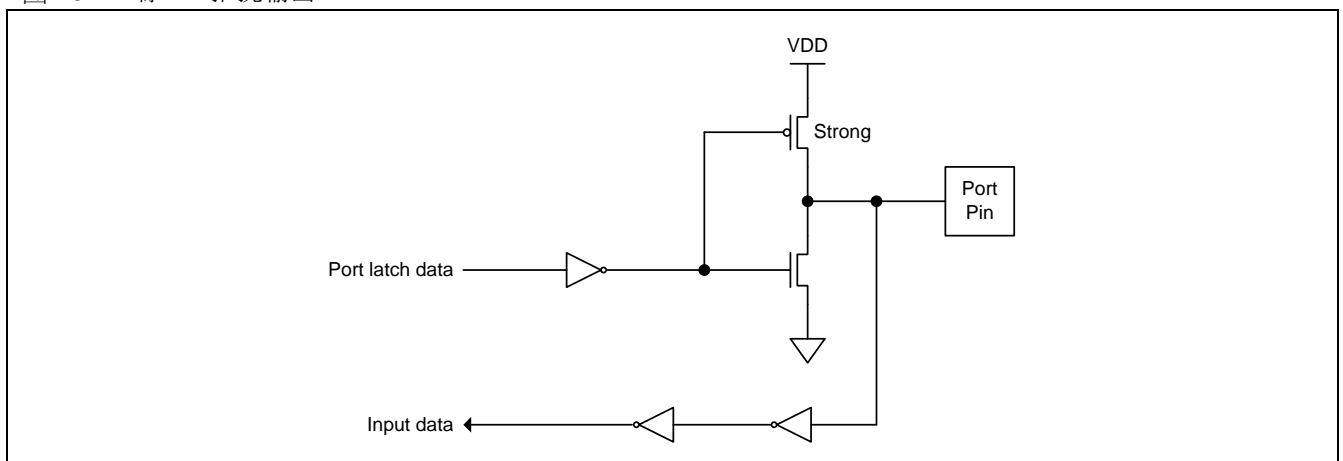 VDD
Strong
Port
Pin
Port latch data
Input data